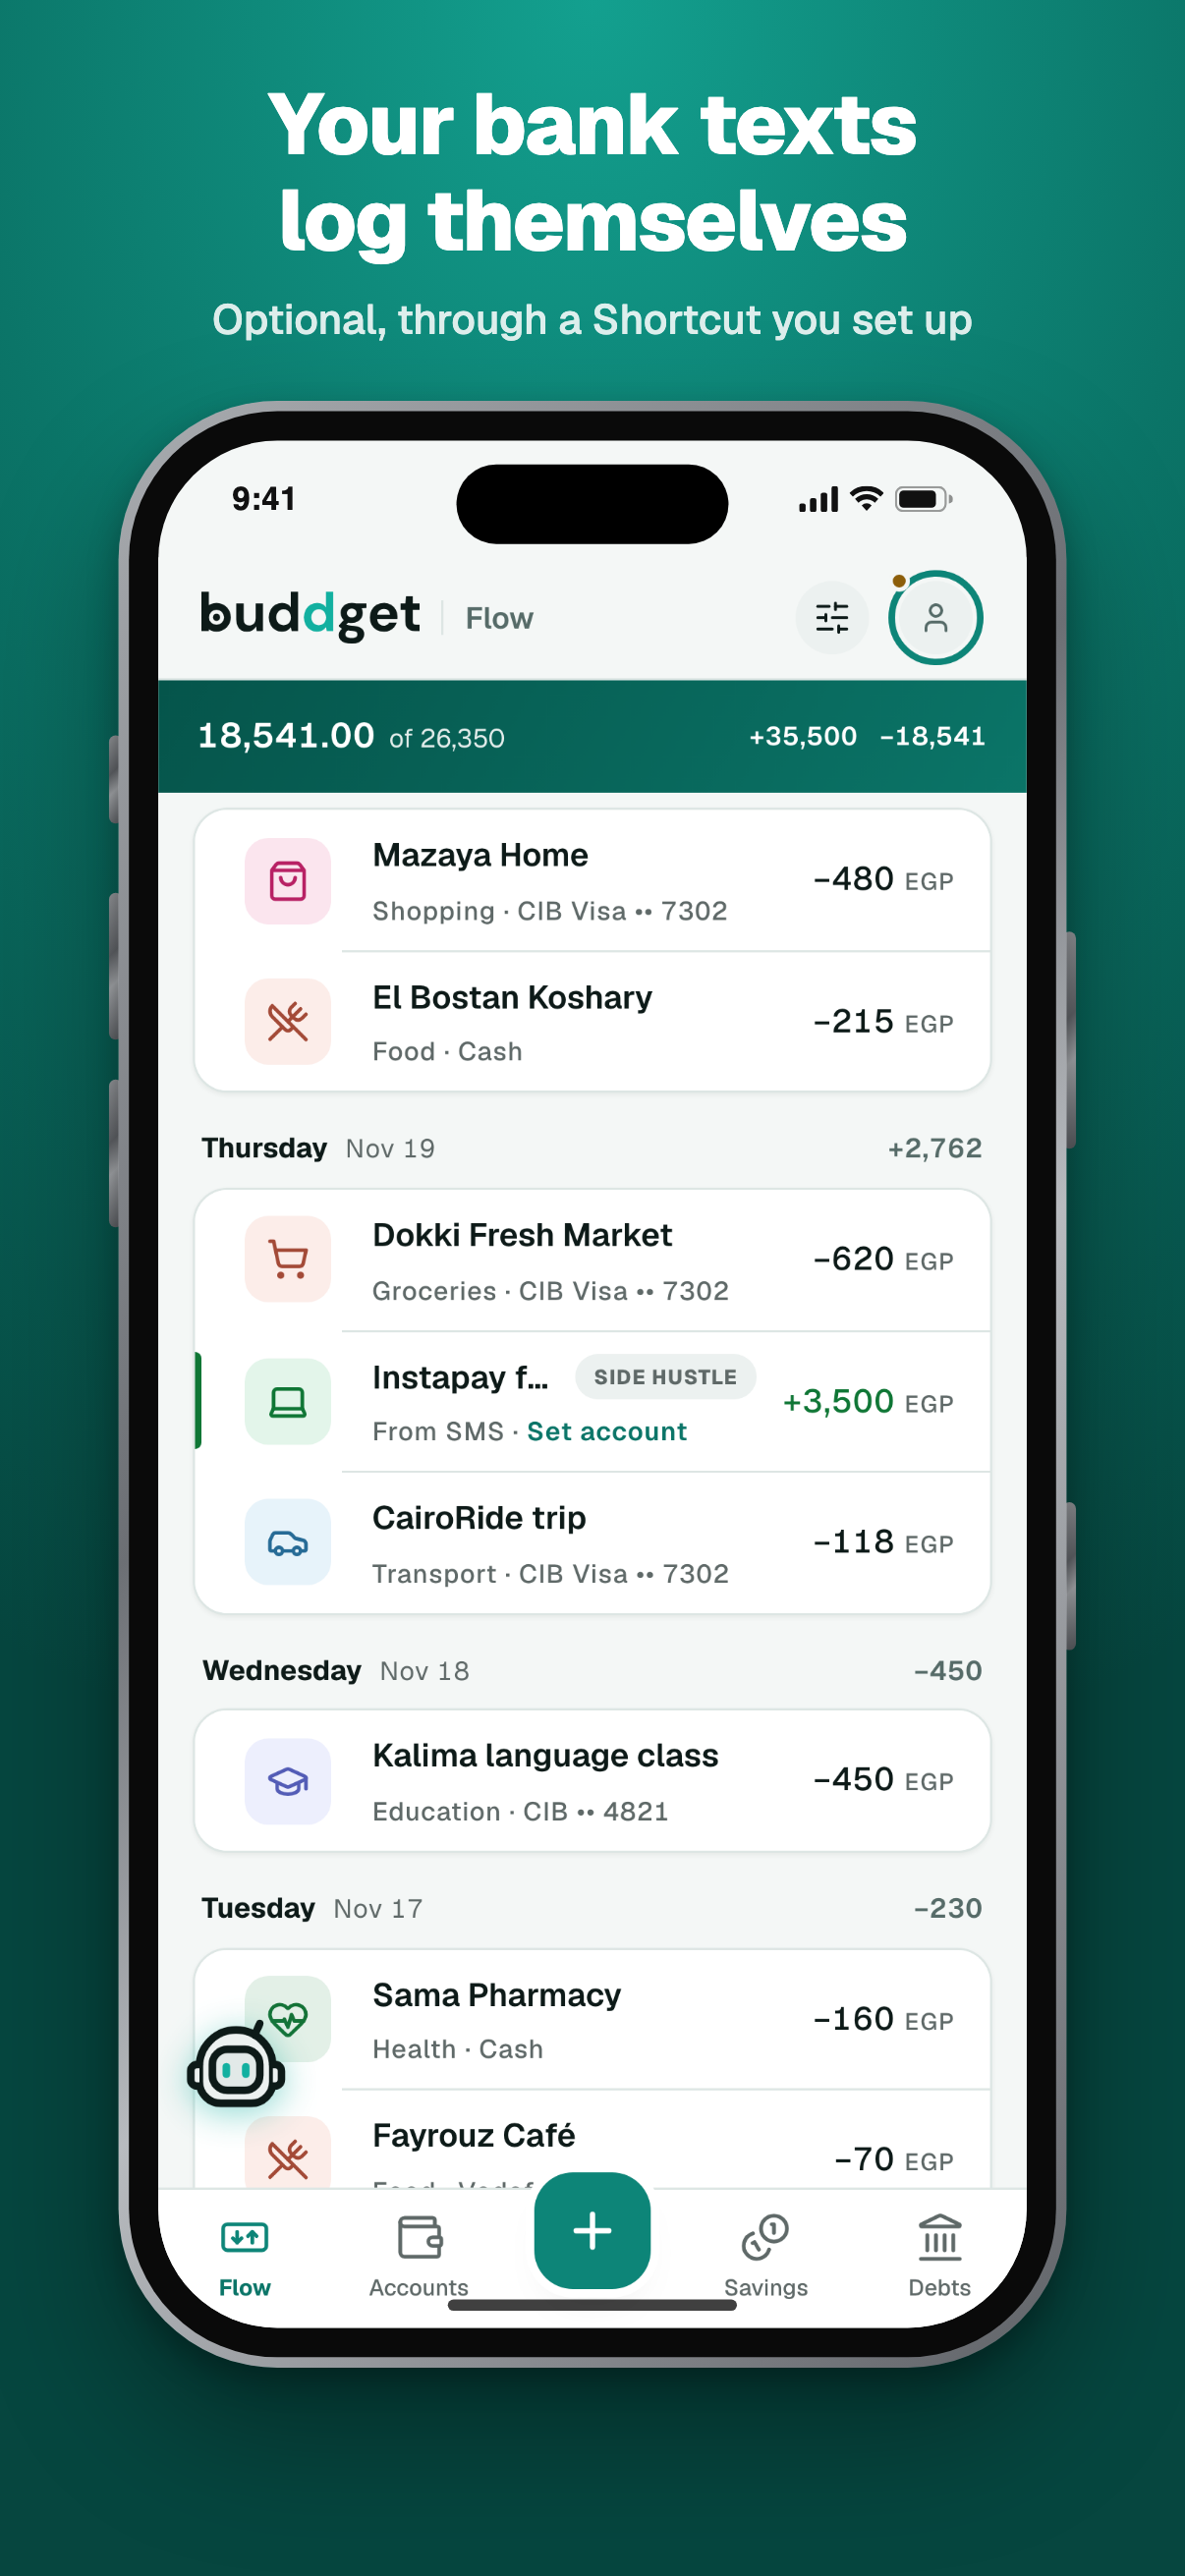 Your bank texts
log themselves
Optional, through a Shortcut you set up
9:41
buddget Flow
18,541.00 of 26,350 +35,500 −18,541
Mazaya Home
−480 EGP
Shopping · CIB Visa •• 7302
El Bostan Koshary
−215 EGP
Food · Cash
Thursday Nov 19 +2,762
Dokki Fresh Market
−620 EGP
Groceries · CIB Visa •• 7302
Instapay f... SIDE HUSTLE
+3,500 EGP
From SMS · Set account
CairoRide trip
−118 EGP
Transport · CIB Visa •• 7302
Wednesday Nov 18 −450
Kalima language class
−450 EGP
Education · CIB •• 4821
Tuesday Nov 17 −230
Sama Pharmacy
−160 EGP
Health · Cash
Fayrouz Café
−70 EGP
Flow Accounts Savings Debts